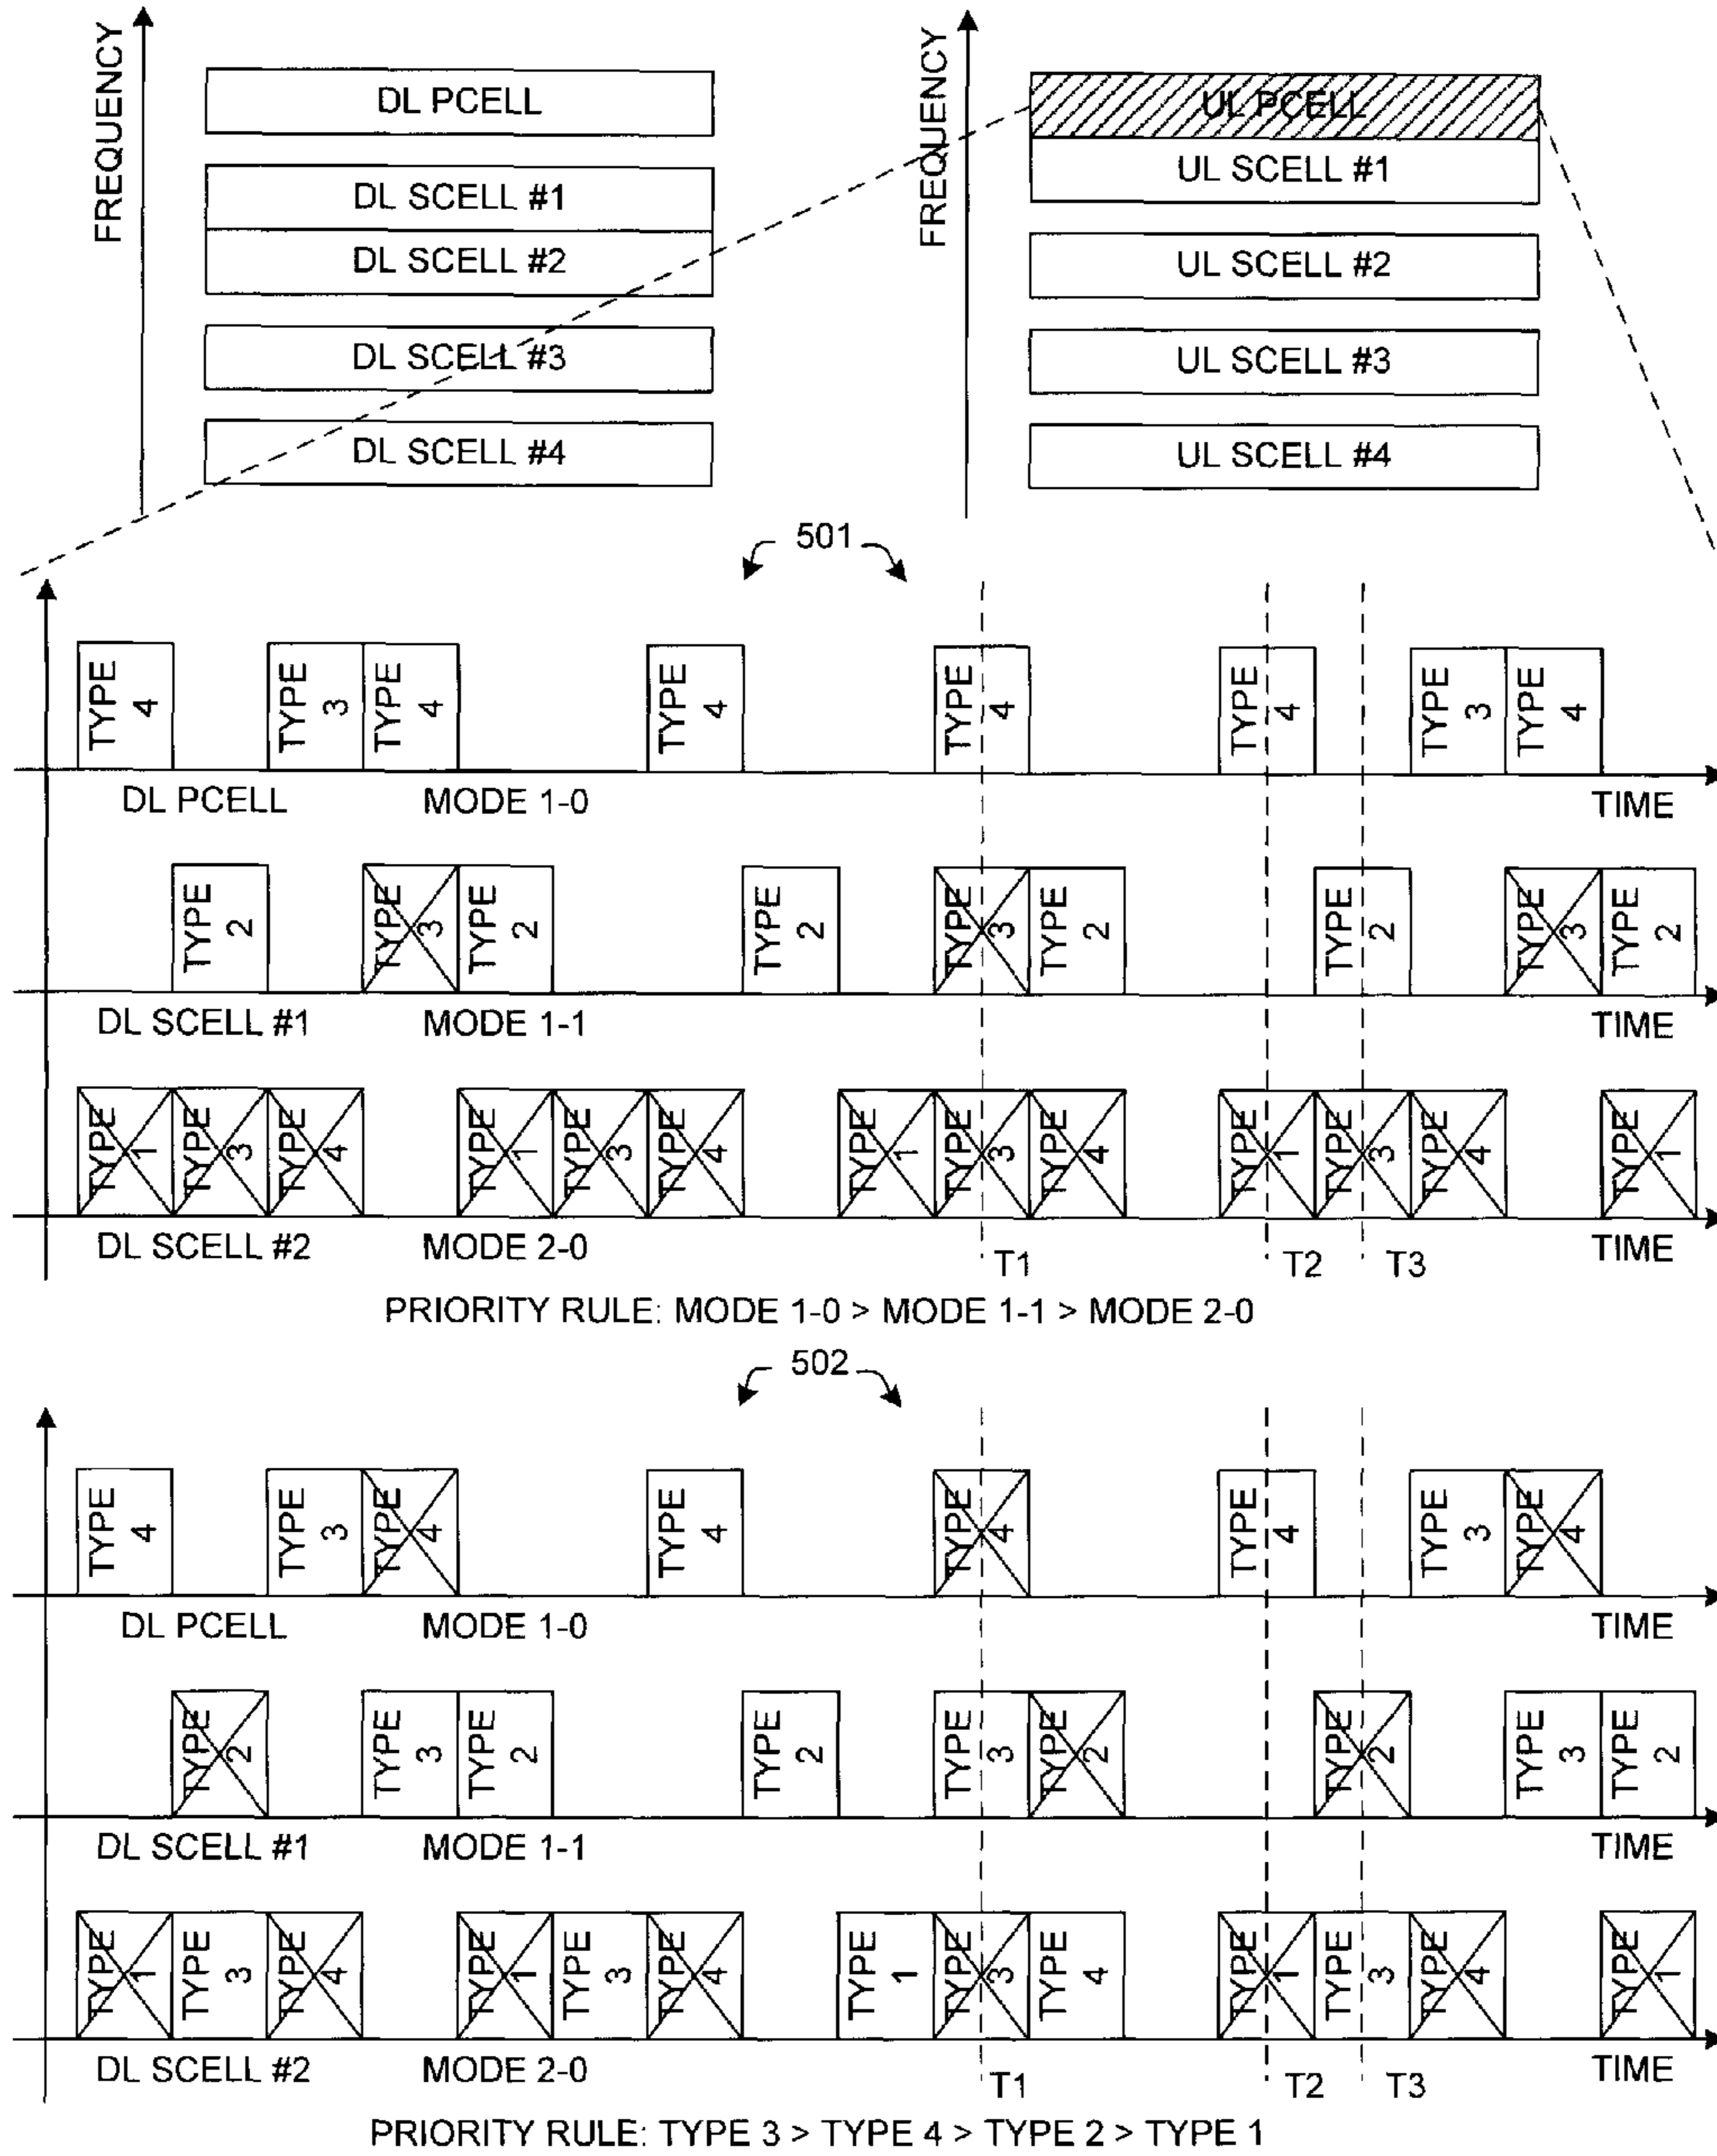 FREQUENCY
DL PCELL
DL SCELL #1
DL SCELL #2
DL SCELL #3
DL SCELL #4
FREQUENCY
UL PCELL
UL SCELL #1
UL SCELL #2
UL SCELL #3
UL SCELL #4
501
TYPE 4
TYPE 3
TYPE 4
TYPE 4
TYPE 4
TYPE 4
TYPE 3
TYPE 4
DL PCELL MODE 1-0 TIME
TYPE 2
TYPE 3
TYPE 2
TYPE 2
TYPE 3
TYPE 2
TYPE 2
TYPE 3
TYPE 2
DL SCELL #1 MODE 1-1 TIME
TYPE 1
TYPE 3
TYPE 4
TYPE 1
TYPE 3
TYPE 4
TYPE 1
TYPE 3
TYPE 4
TYPE 1
TYPE 3
TYPE 4
TYPE 1
DL SCELL #2 MODE 2-0 T1 T2 T3 TIME
PRIORITY RULE: MODE 1-0 > MODE 1-1 > MODE 2-0
502
TYPE 4
TYPE 3
TYPE 4
TYPE 4
TYPE 4
TYPE 4
TYPE 3
TYPE 4
DL PCELL MODE 1-0 TIME
TYPE 2
TYPE 3
TYPE 2
TYPE 2
TYPE 3
TYPE 2
TYPE 2
TYPE 3
TYPE 2
DL SCELL #1 MODE 1-1 TIME
TYPE 1
TYPE 3
TYPE 4
TYPE 1
TYPE 3
TYPE 4
TYPE 1
TYPE 3
TYPE 4
TYPE 1
TYPE 3
TYPE 4
TYPE 1
DL SCELL #2 MODE 2-0 T1 T2 T3 TIME
PRIORITY RULE: TYPE 3 > TYPE 4 > TYPE 2 > TYPE 1